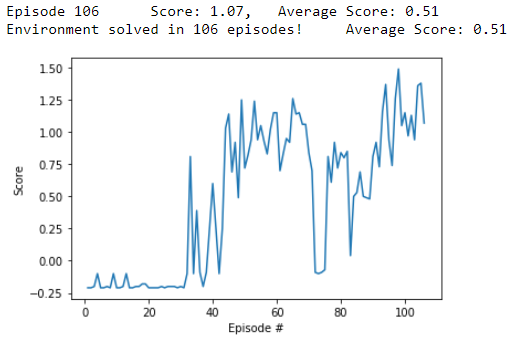 Episode 106 Score: 1.07, Average Score: 0.51
Environment solved in 106 episodes! Average Score: 0.51
1.50
1.25
1.00
0.75
0.50
0.25
0.00
−0.25
Score
0 20 40 60 80 100
Episode #